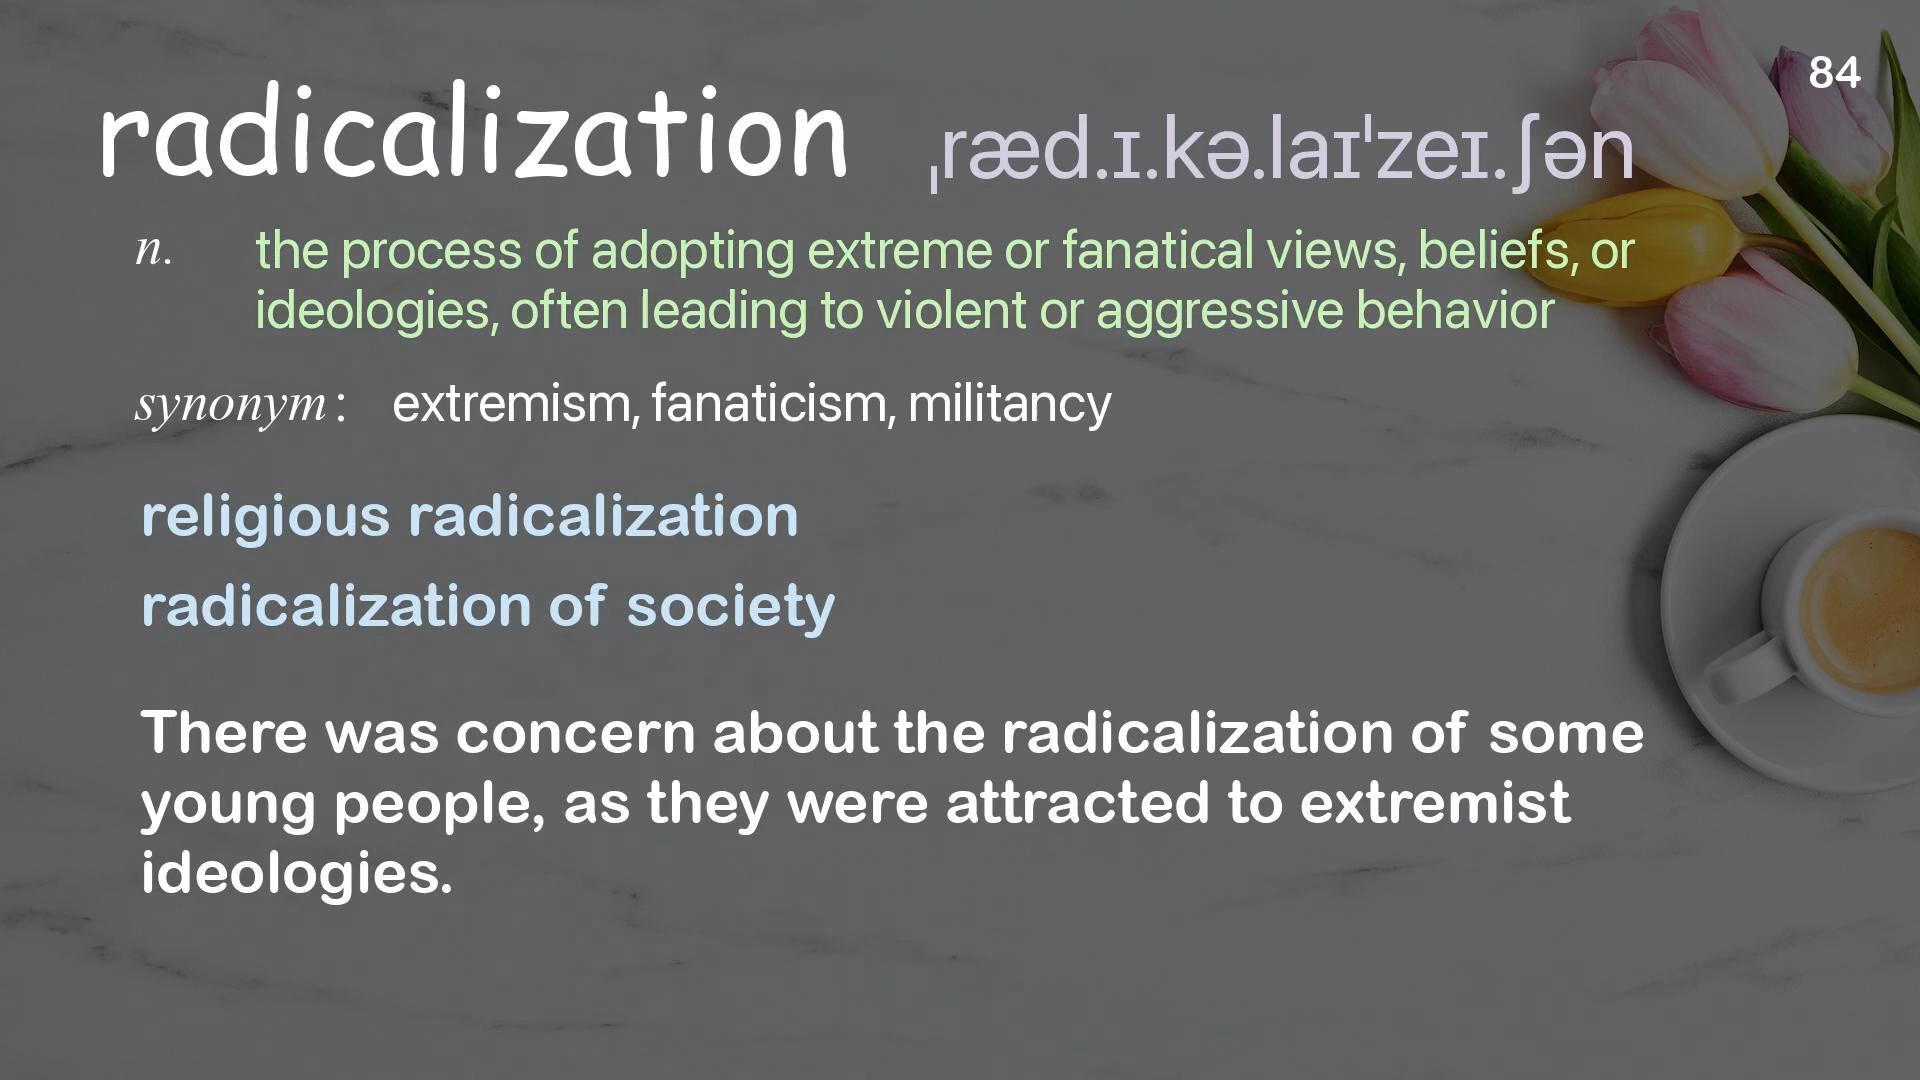 84
radicalization ˌræd.ɪ.kə.laɪˈzeɪ.ʃən
n. the process of adopting extreme or fanatical views, beliefs, or
ideologies, often leading to violent or aggressive behavior
synonym : extremism, fanaticism, militancy
religious radicalization
radicalization of society
There was concern about the radicalization of some
young people, as they were attracted to extremist
ideologies.